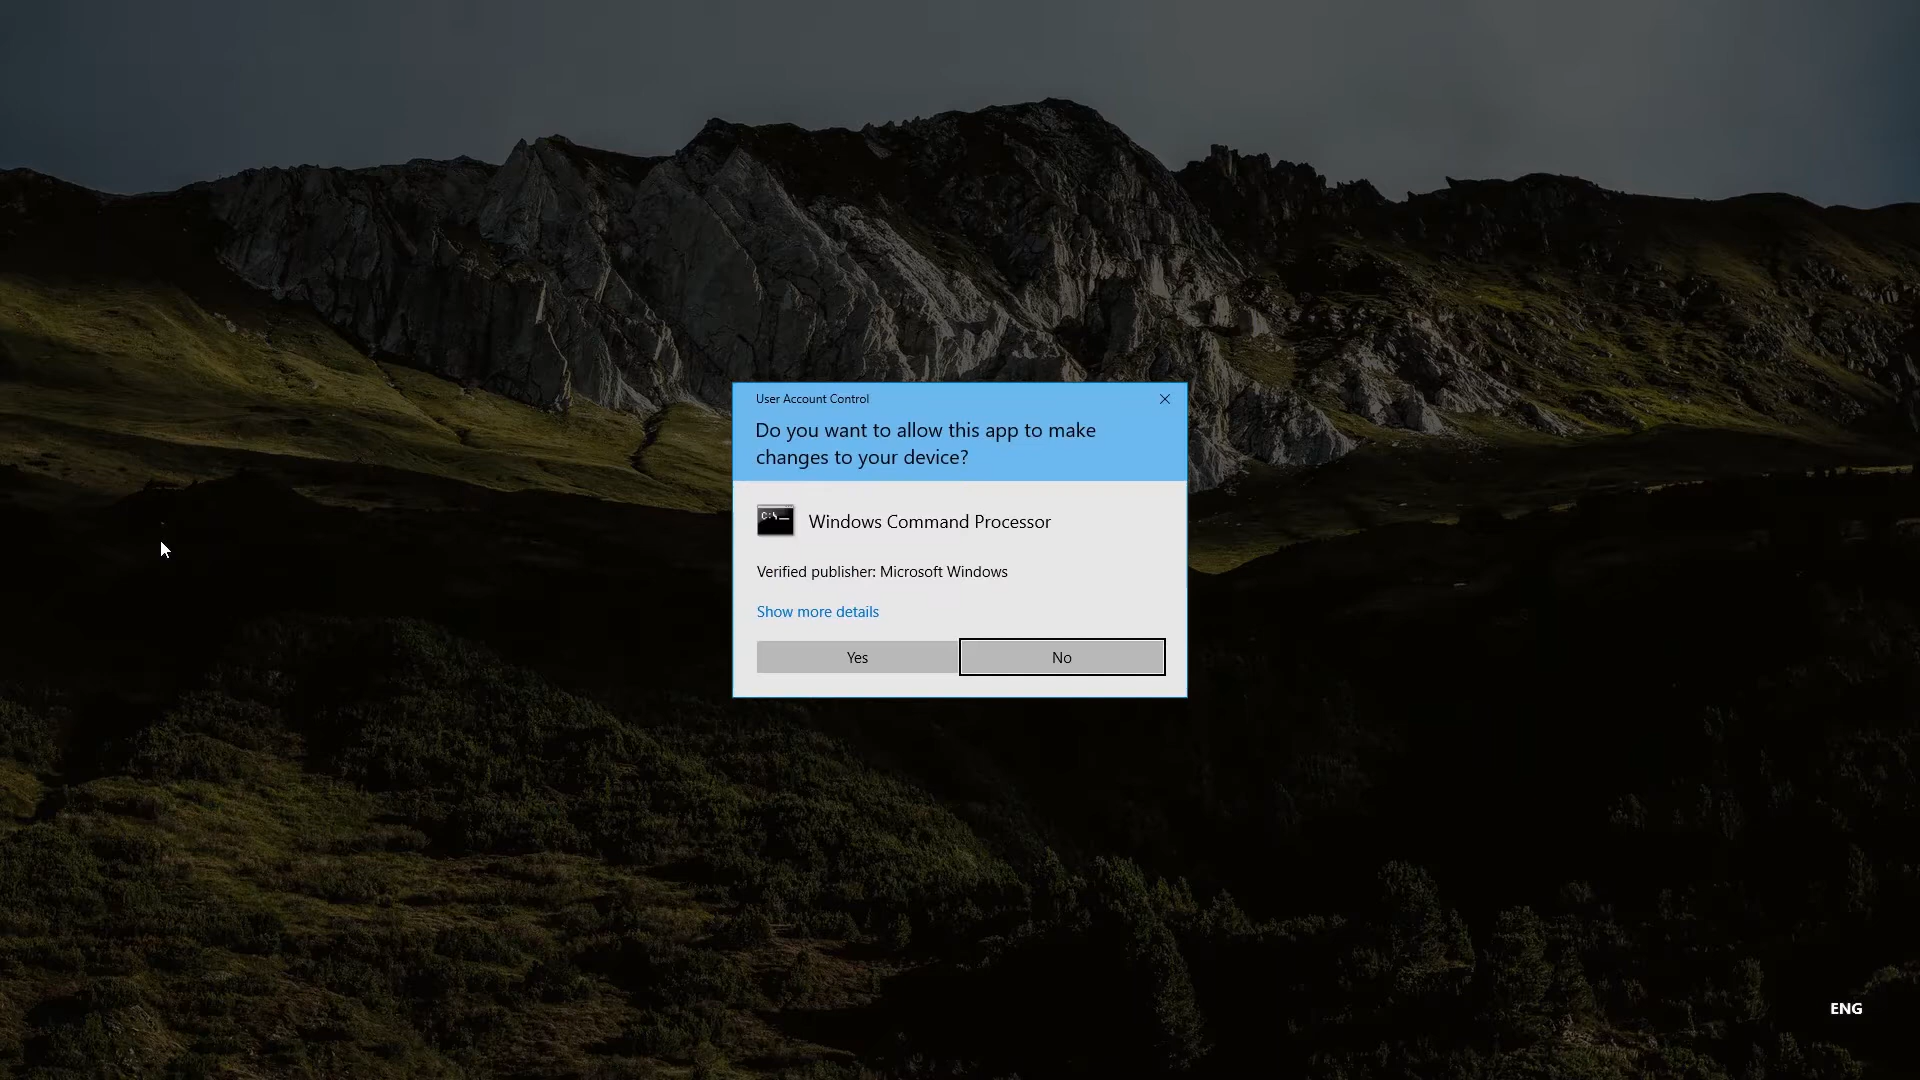 User Account Control
Do you want to allow this app to make
changes to your device?
C:\
Windows Command Processor
Verified publisher: Microsoft Windows
Show more details
Yes
No
ENG